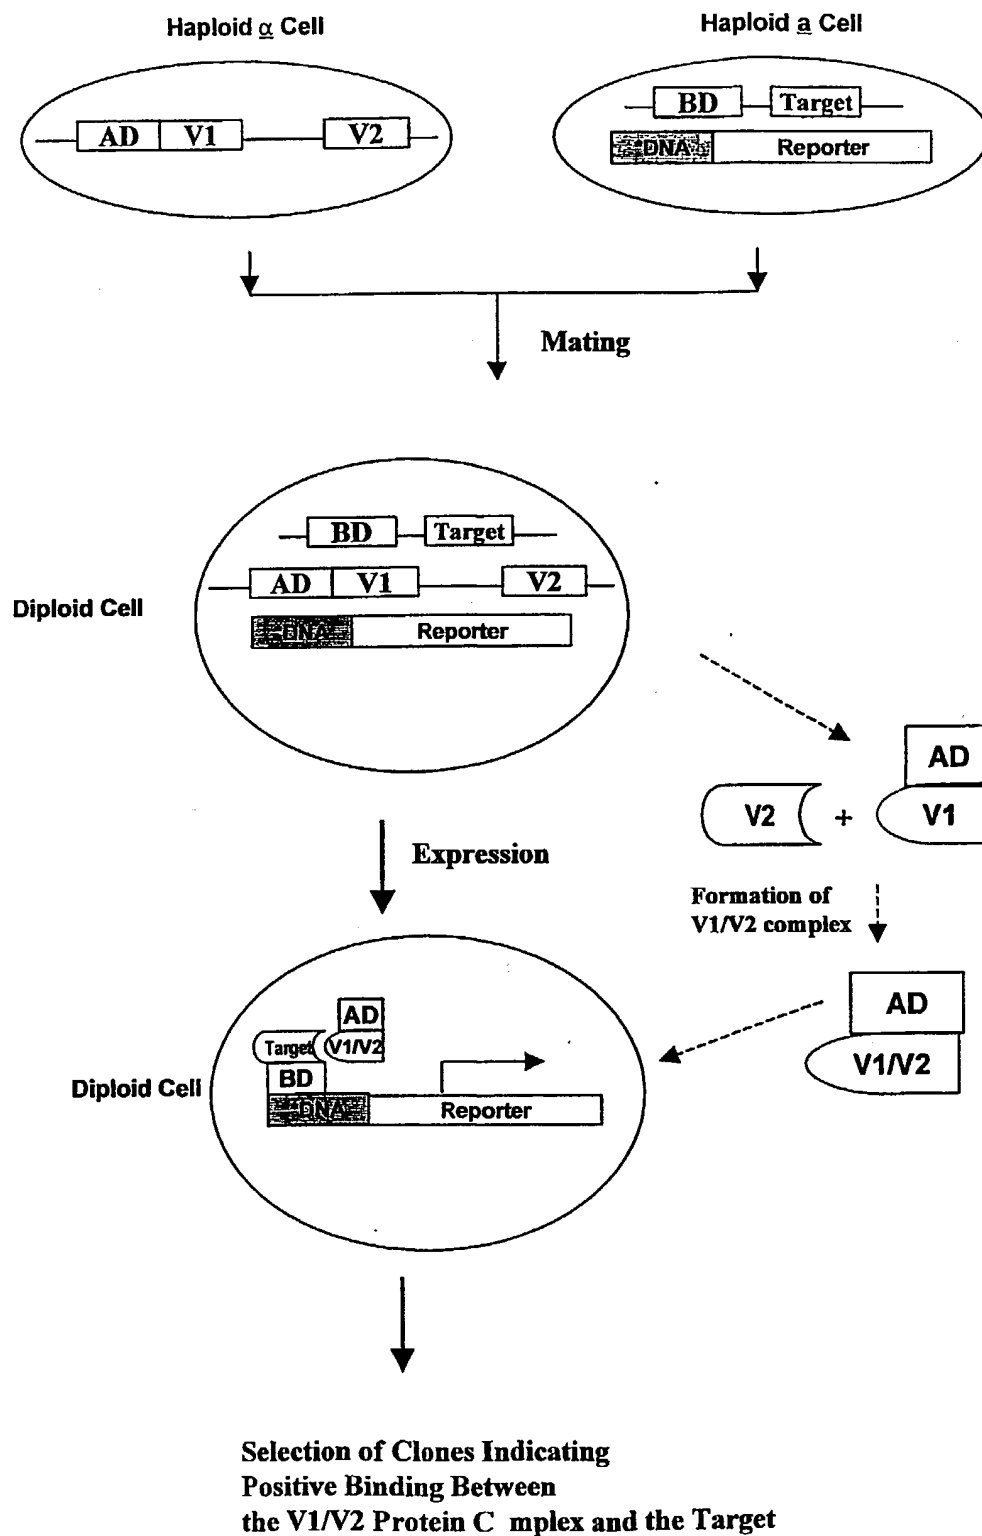 Haploid α Cell
Haploid a Cell
AD V1 V2
BD Target
DNA Reporter
Mating
BD Target
AD V1 V2
DNA Reporter
Diploid Cell
AD
V2 + V1
Expression
Formation of
V1/V2 complex
AD
V1/V2
AD
Target V1/V2
BD
DNA Reporter
Diploid Cell
Selection of Clones Indicating
Positive Binding Between
the V1/V2 Protein C mplex and the Target